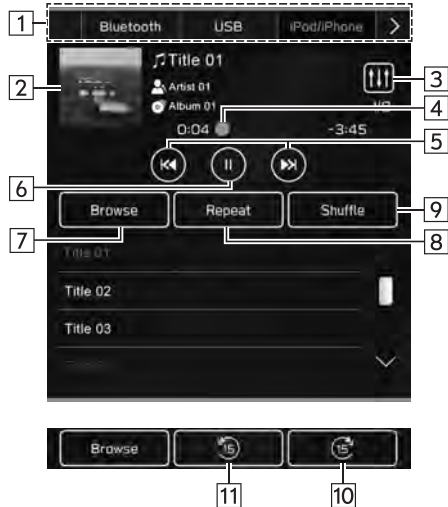 1 Bluetooth USB iPod/iPhone
2 Title 01
Artist 01 3
Album 01 4
0:04 -3:45 5
6
Browse Repeat Shuffle 9
7 8
Title 01
Title 02
Title 03
Browse 15 15
11 10